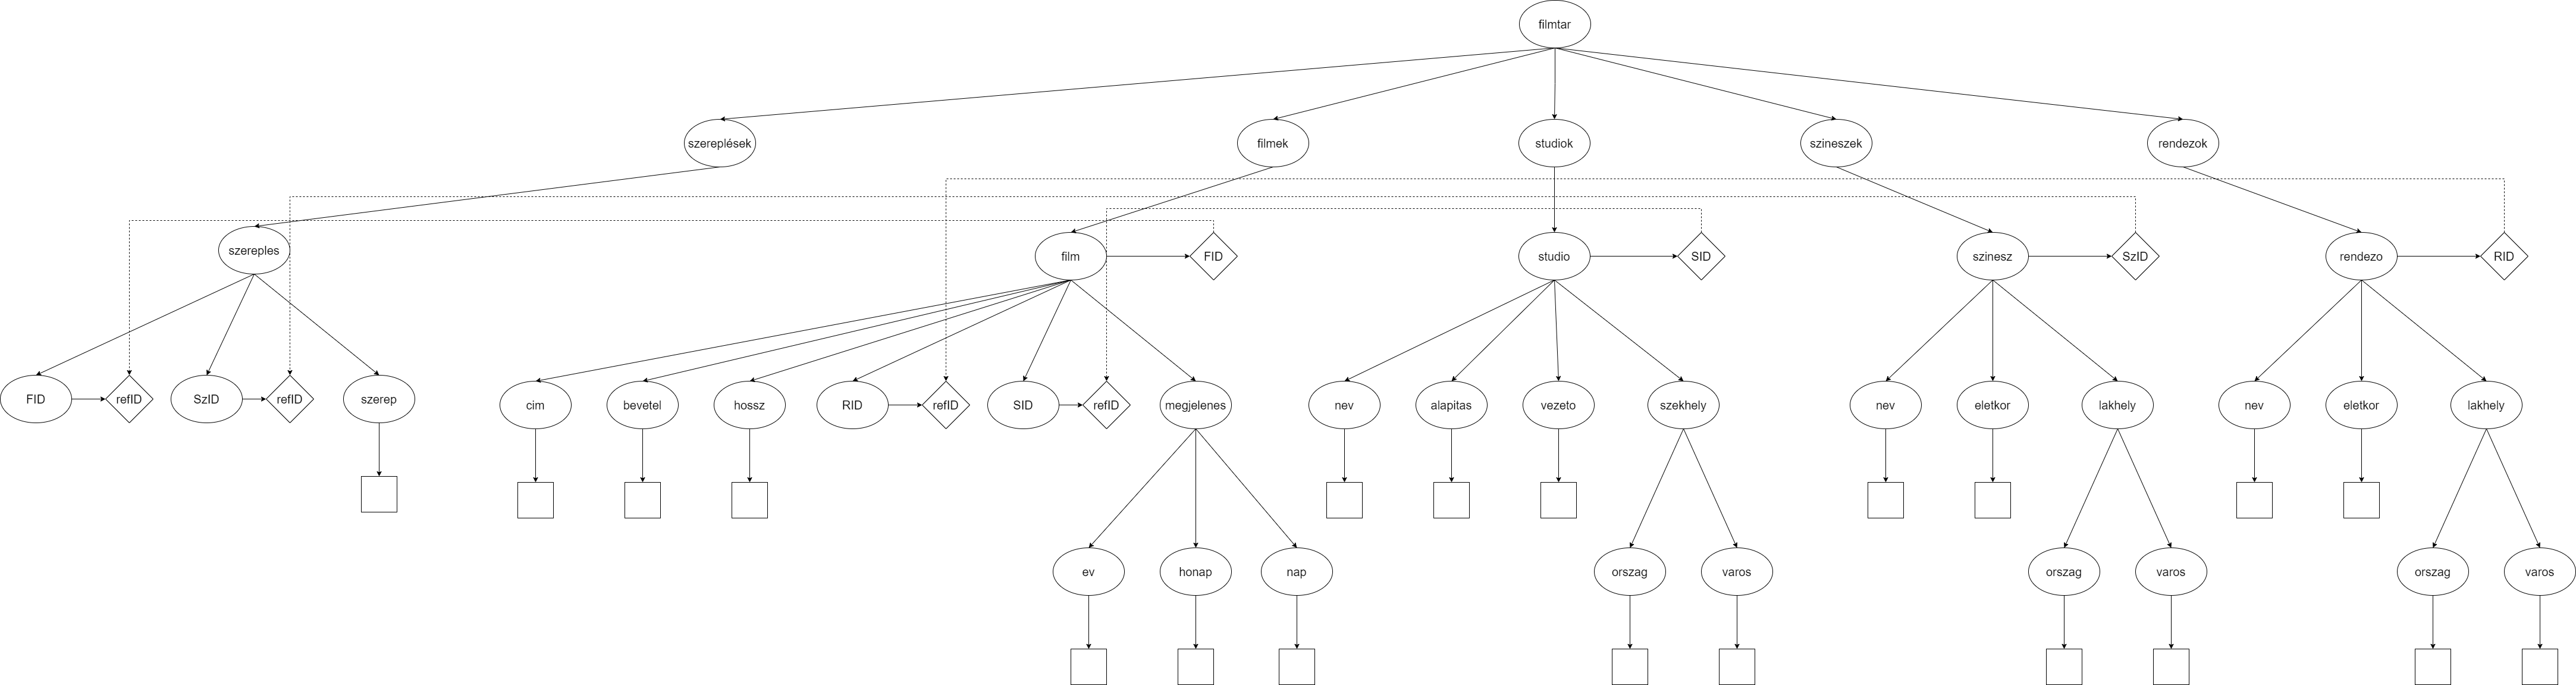 filmtar
szereplések
filmek
studiok
szineszek
rendezok
szereples
film
FID
studio
SID
szinesz
SzID
rendezo
RID
FID
refID
SzID
refID
szerep
cim
bevetel
hossz
RID
refID
SID
refID
megjelenes
nev
alapitas
vezeto
szekhely
nev
eletkor
lakhely
nev
eletkor
lakhely
ev
honap
nap
orszag
varos
orszag
varos
orszag
varos